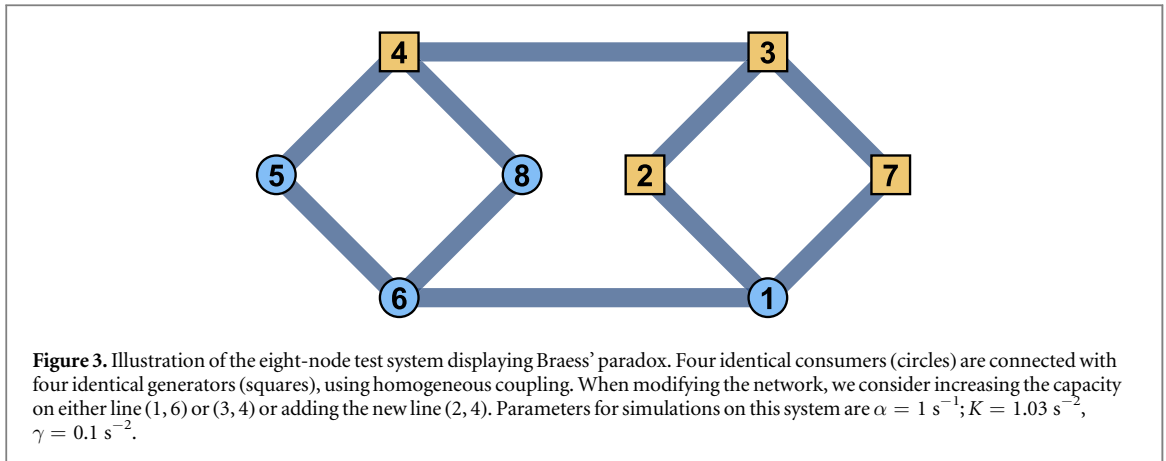 4
3
5
8
2
7
6
1
Figure 3. Illustration of the eight-node test system displaying Braess’ paradox. Four identical consumers (circles) are connected with
four identical generators (squares), using homogeneous coupling. When modifying the network, we consider increasing the capacity
on either line (1, 6) or (3, 4) or adding the new line (2, 4). Parameters for simulations on this system are α = 1 s⁻¹; K = 1.03 s⁻²,
γ = 0.1 s⁻².